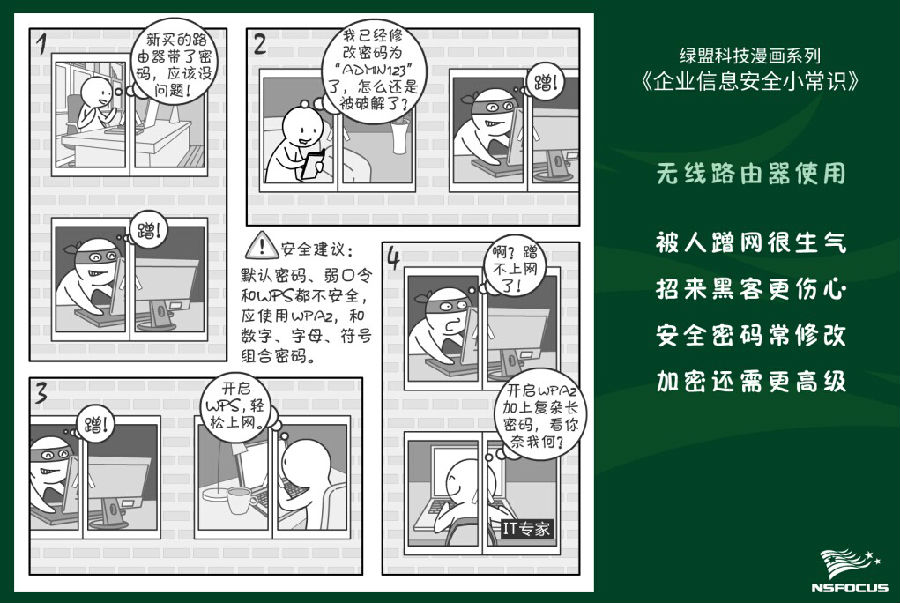 1
新买的路
由器带了密
码，应该没
问题！
蹭！
2
我已经修
改密码为
“ADMIN123”
了，怎么还是
被破解了？
蹭！
安全建议：
默认密码、弱口令
和WPS都不安全，
应使用WPA2，和
数字、字母、符号
组合密码。
3
蹭！
开启
WPS，轻
松上网。
4
啊？蹭
不上网
了！
开启WPA2
加上复杂长
密码，看你
奈我何？
IT专家
绿盟科技漫画系列
《企业信息安全小常识》
无线路由器使用
被人蹭网很生气
招来黑客更伤心
安全密码常修改
加密还需更高级
NSFOCUS